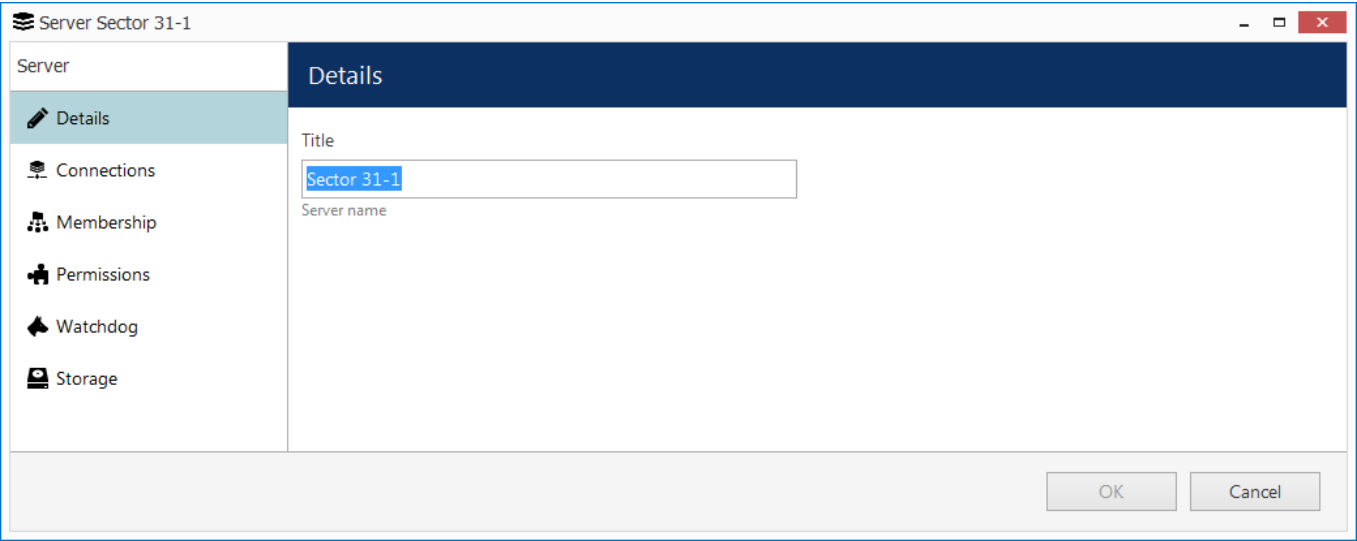 Server Sector 31-1
Server
Details
Connections
Membership
Permissions
Watchdog
Storage
Details
Title
Sector 31-1
Server name
OK
Cancel